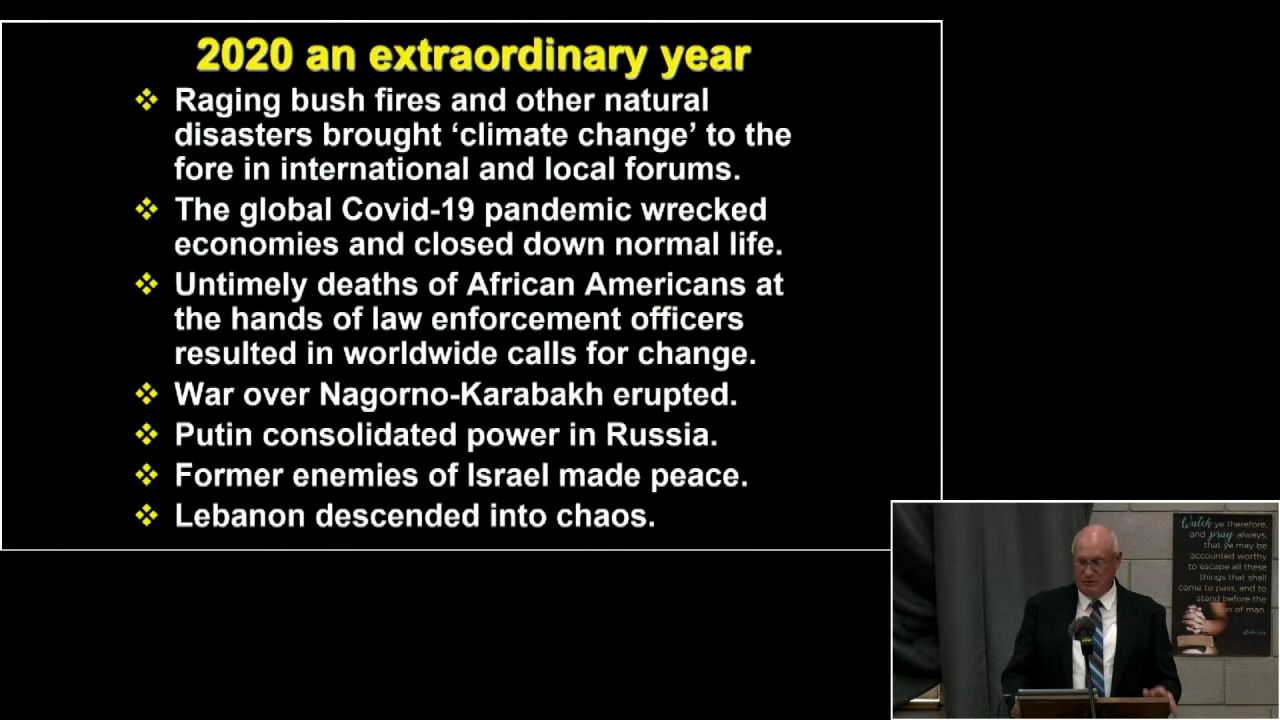 2020 an extraordinary year
Raging bush fires and other natural
disasters brought ‘climate change’ to the
fore in international and local forums.
The global Covid-19 pandemic wrecked
economies and closed down normal life.
Untimely deaths of African Americans at
the hands of law enforcement officers
resulted in worldwide calls for change.
War over Nagorno-Karabakh erupted.
Putin consolidated power in Russia.
Former enemies of Israel made peace.
Lebanon descended into chaos.
Watch ye therefore,
and pray always,
that ye may be
accounted worthy
to escape all these
things that shall
come to pass, and to
stand before the
Son of man.